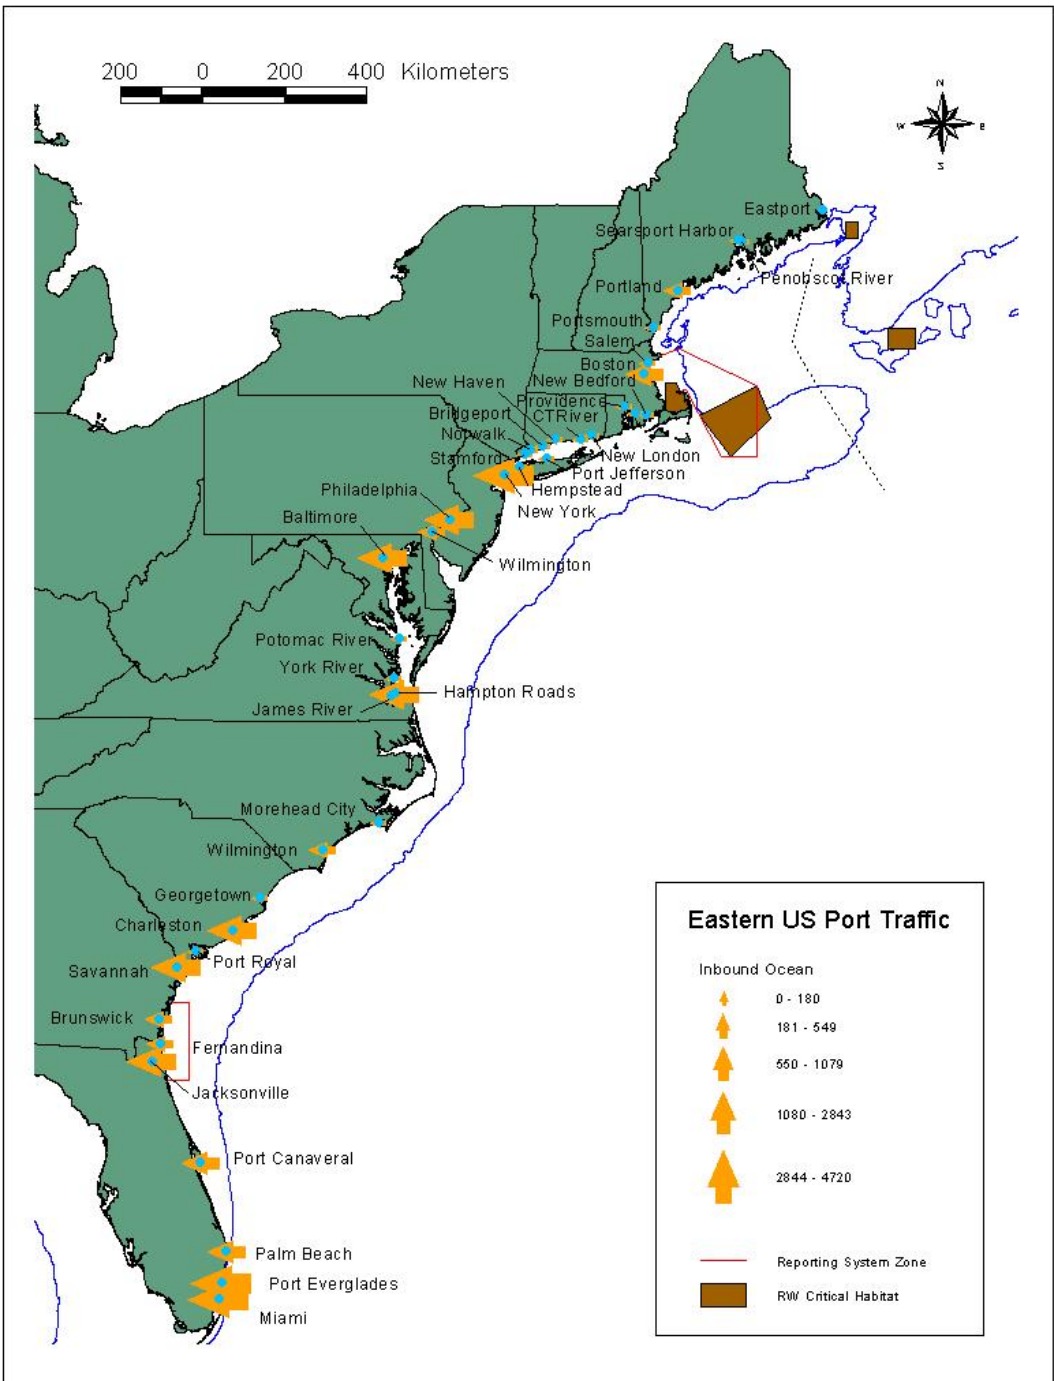 200 0 200 400 Kilometers
N
W E
S
Eastport
Searsport Harbor
Penobscot River
Portland
Portsmouth
Salem
Boston
New Haven New Bedford
Providence
Bridgeport CTRiver
Norwalk
Stamford New London
Port Jefferson
Philadelphia Hempstead
New York
Baltimore
Wilmington
Potomac River
York River
Hampton Roads
James River
Morehead City
Wilmington
Georgetown
Charleston
Port Royal
Savannah
Brunswick
Fernandina
Jacksonville
Port Canaveral
Palm Beach
Port Everglades
Miami
Eastern US Port Traffic
Inbound Ocean
0 - 180
181 - 549
550 - 1079
1080 - 2843
2844 - 4720
Reporting System Zone
RW Critical Habitat